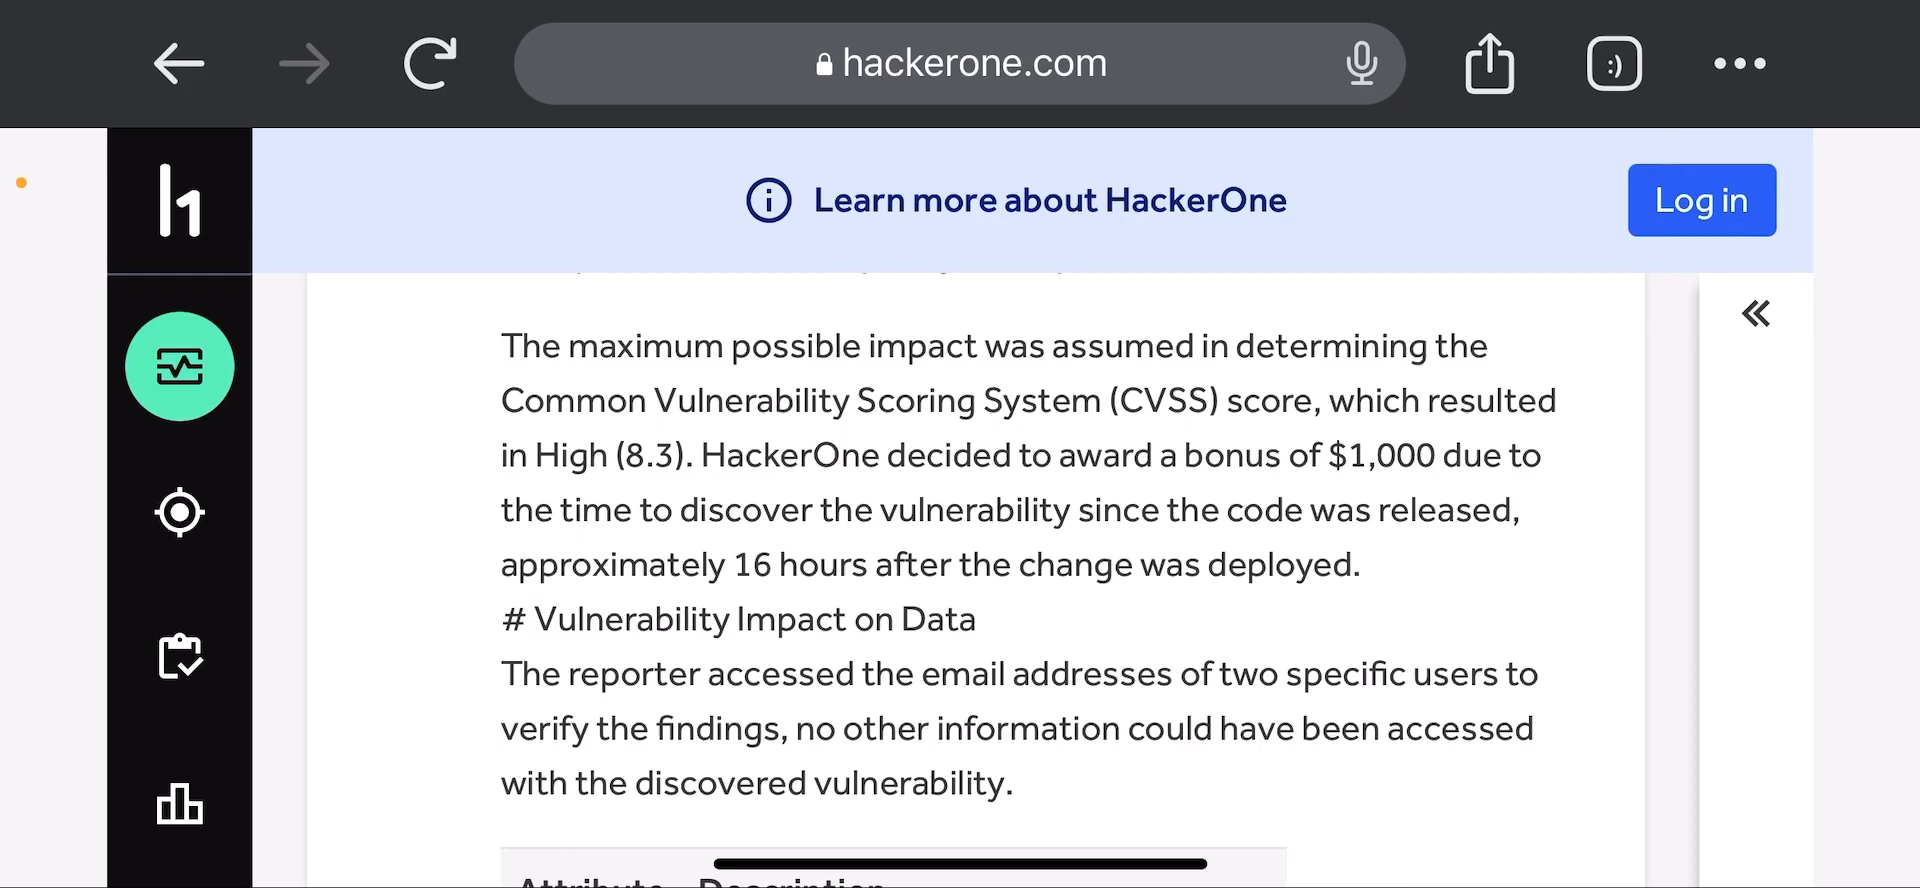 hackerone.com
:)
h1
Learn more about HackerOne
Log in
The maximum possible impact was assumed in determining the
Common Vulnerability Scoring System (CVSS) score, which resulted
in High (8.3). HackerOne decided to award a bonus of $1,000 due to
the time to discover the vulnerability since the code was released,
approximately 16 hours after the change was deployed.
# Vulnerability Impact on Data
The reporter accessed the email addresses of two specific users to
verify the findings, no other information could have been accessed
with the discovered vulnerability.
Attribute Description